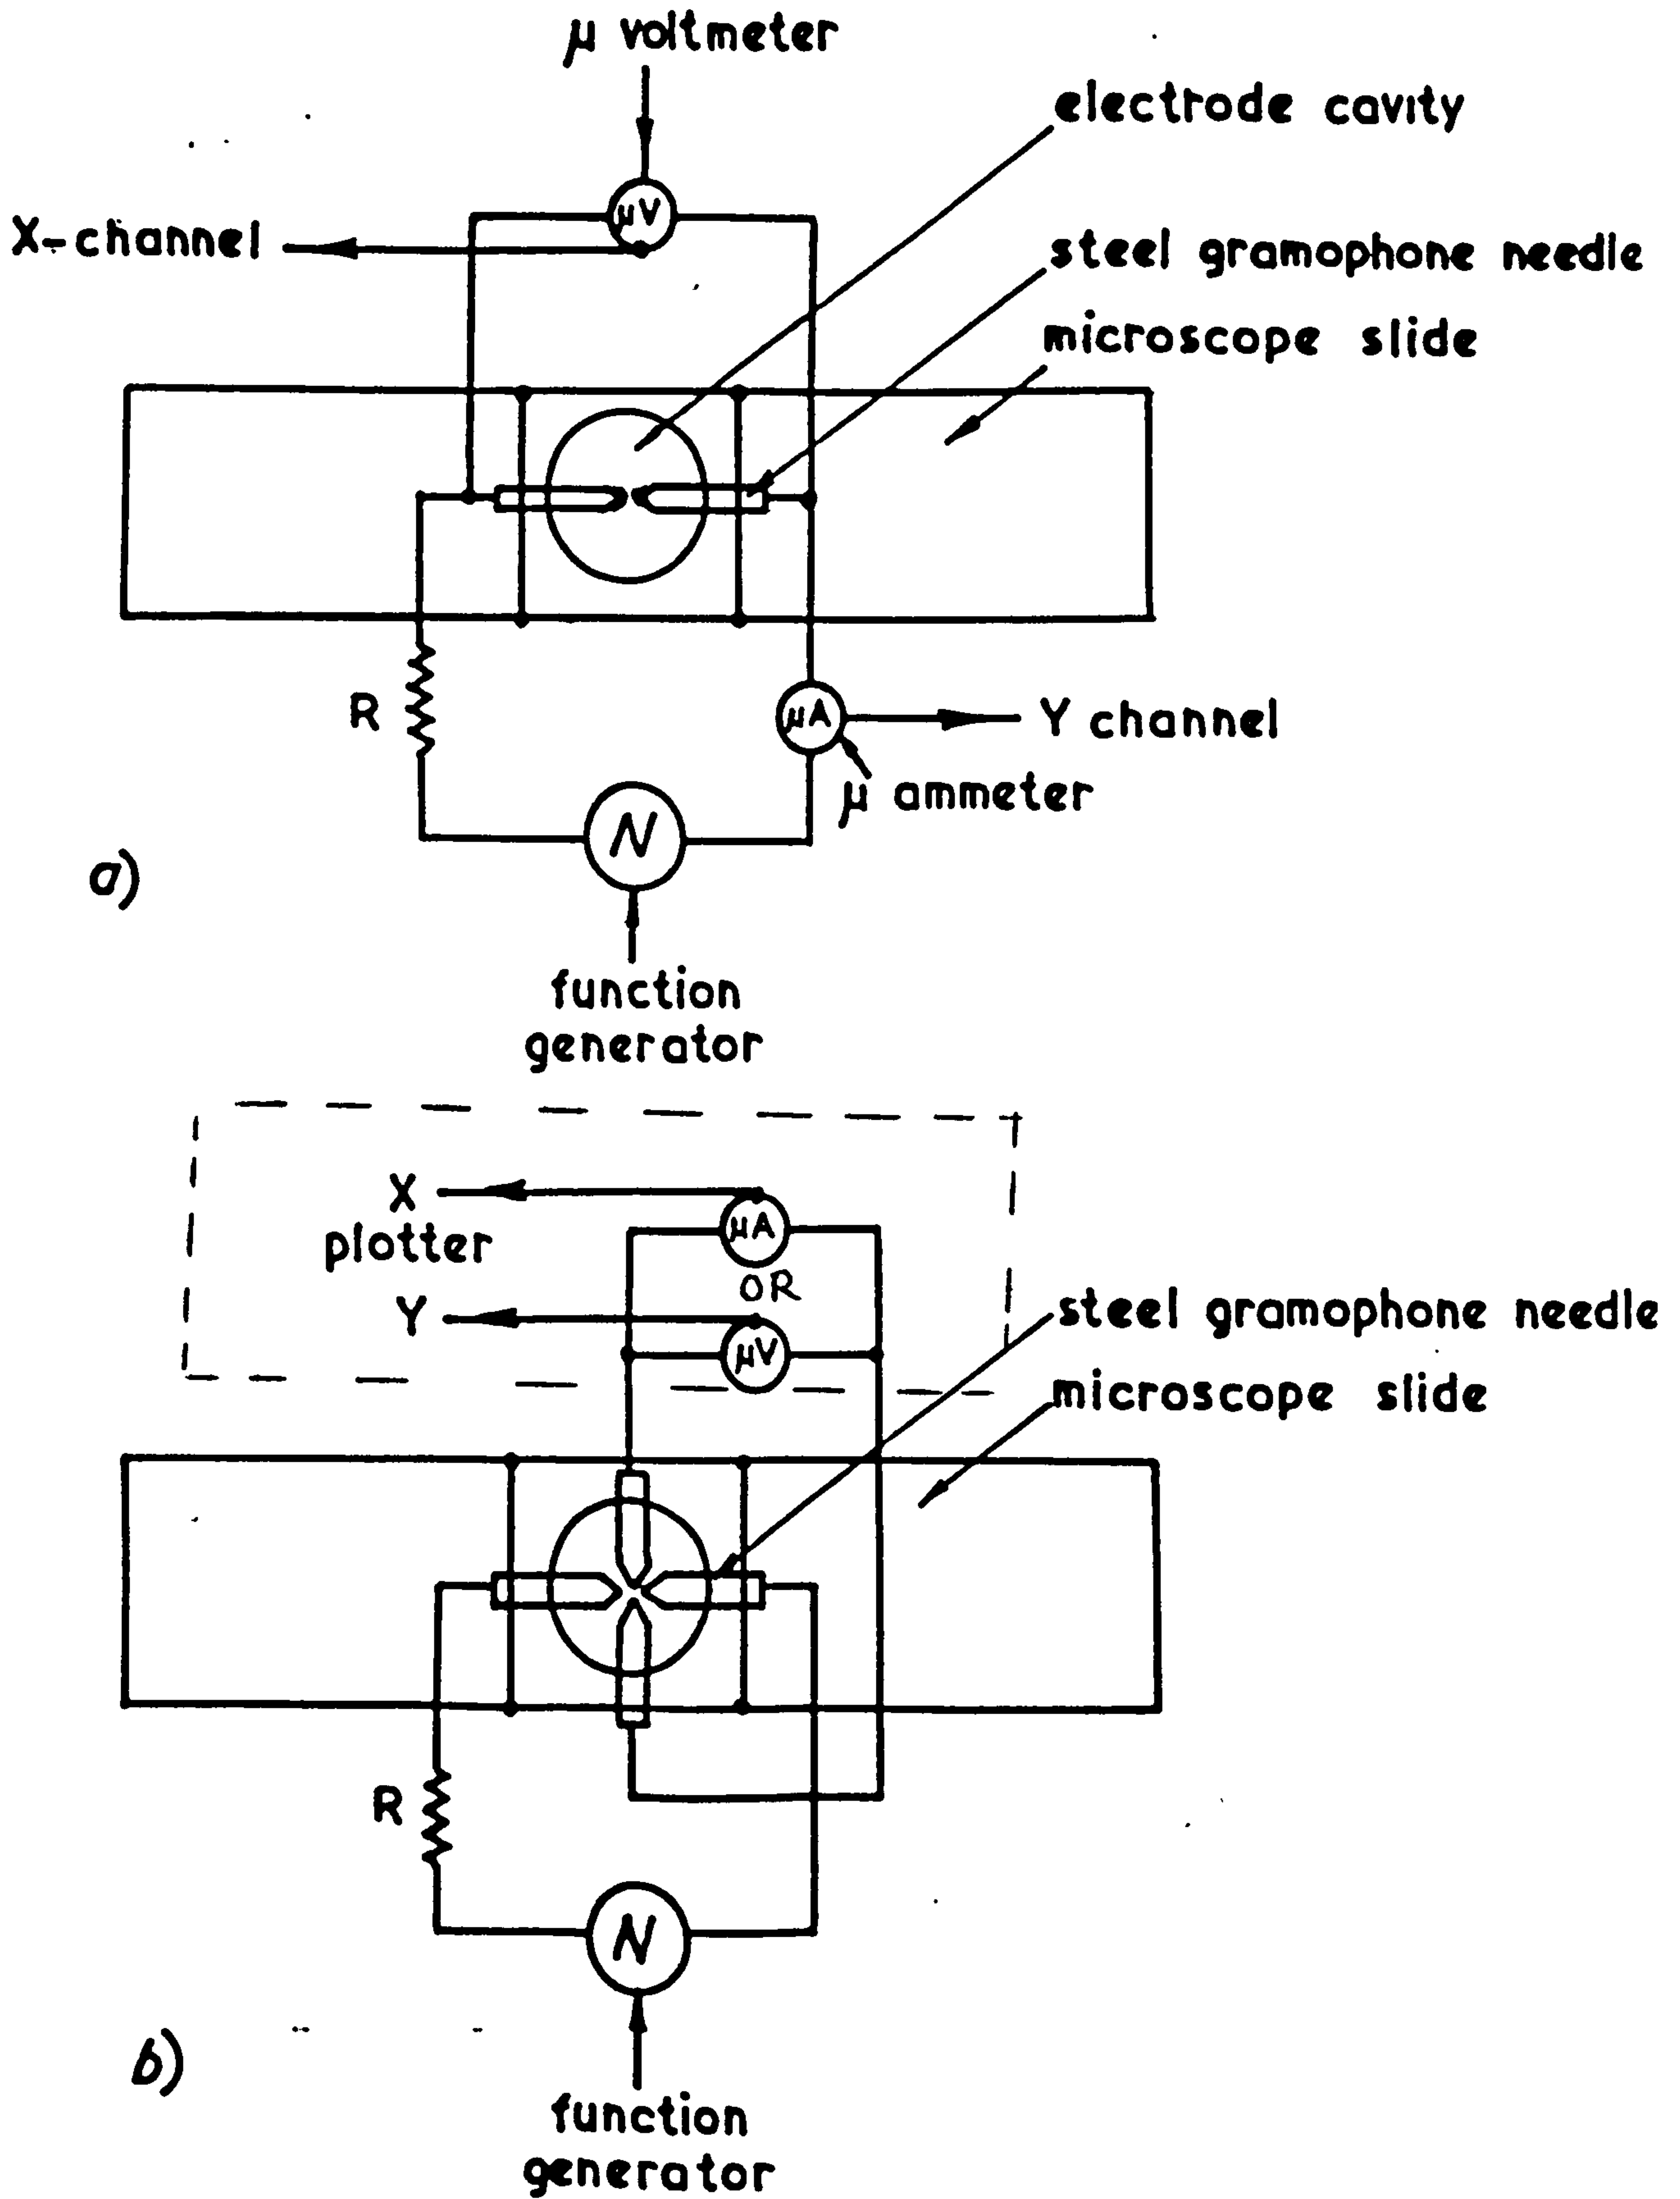 μ voltmeter
electrode cavity
μV
X-channel
steel gramophone needle
microscope slide
R
μA
Y channel
μ ammeter
N
a)
function
generator
X
plotter
μA
OR
Y
μV
steel gramophone needle
microscope slide
R
N
b)
function
generator